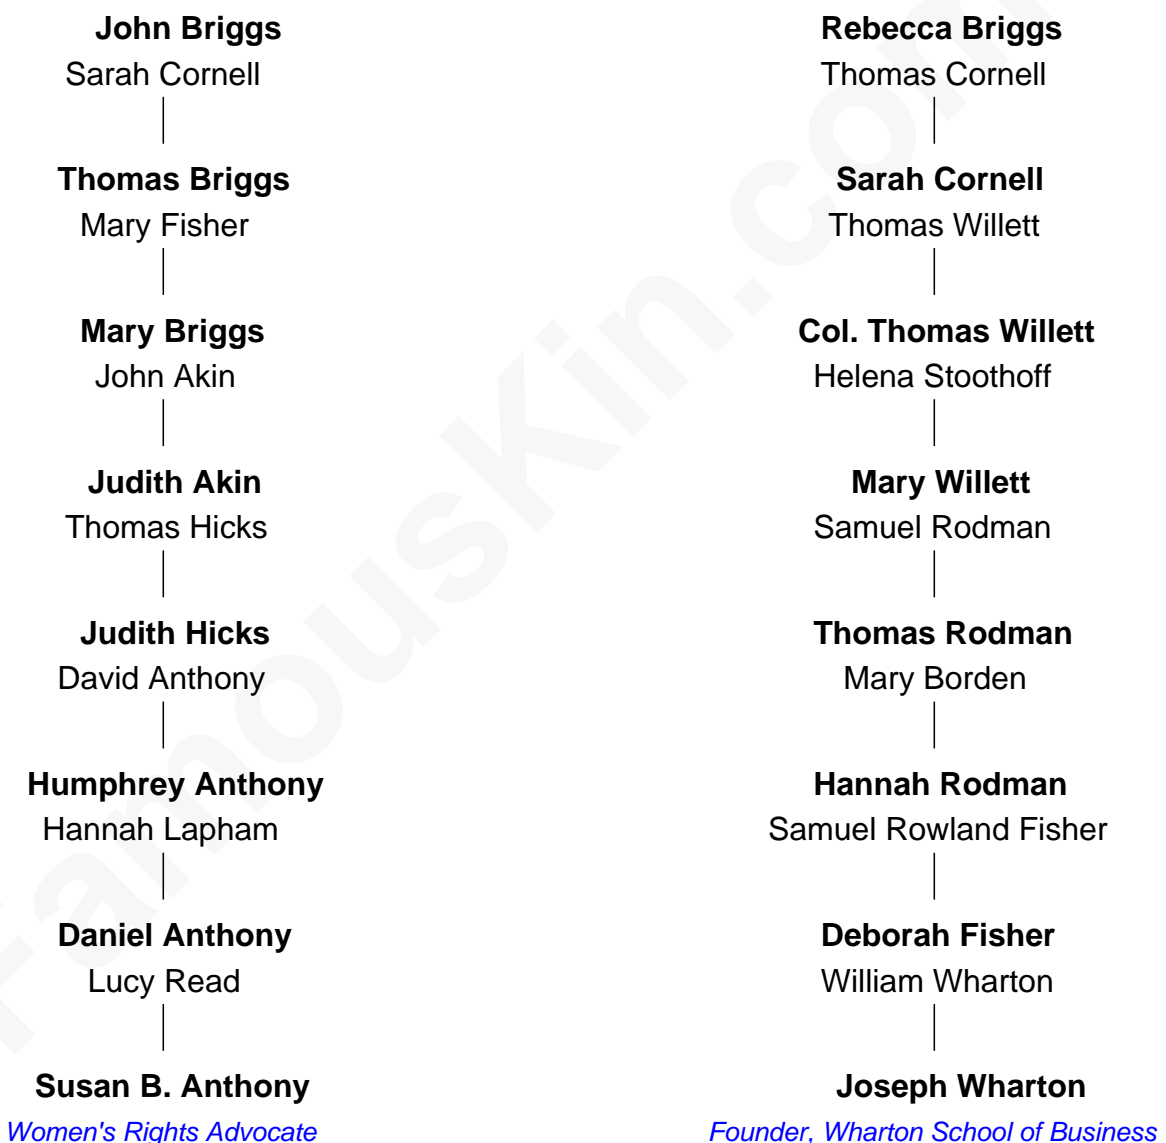 John Briggs
Sarah Cornell
Thomas Briggs
Mary Fisher
Mary Briggs
John Akin
Judith Akin
Thomas Hicks
Judith Hicks
David Anthony
Humphrey Anthony
Hannah Lapham
Daniel Anthony
Lucy Read
Susan B. Anthony
Women's Rights Advocate
Rebecca Briggs
Thomas Cornell
Sarah Cornell
Thomas Willett
Col. Thomas Willett
Helena Stoothoff
Mary Willett
Samuel Rodman
Thomas Rodman
Mary Borden
Hannah Rodman
Samuel Rowland Fisher
Deborah Fisher
William Wharton
Joseph Wharton
Founder, Wharton School of Business
FamousKin.com